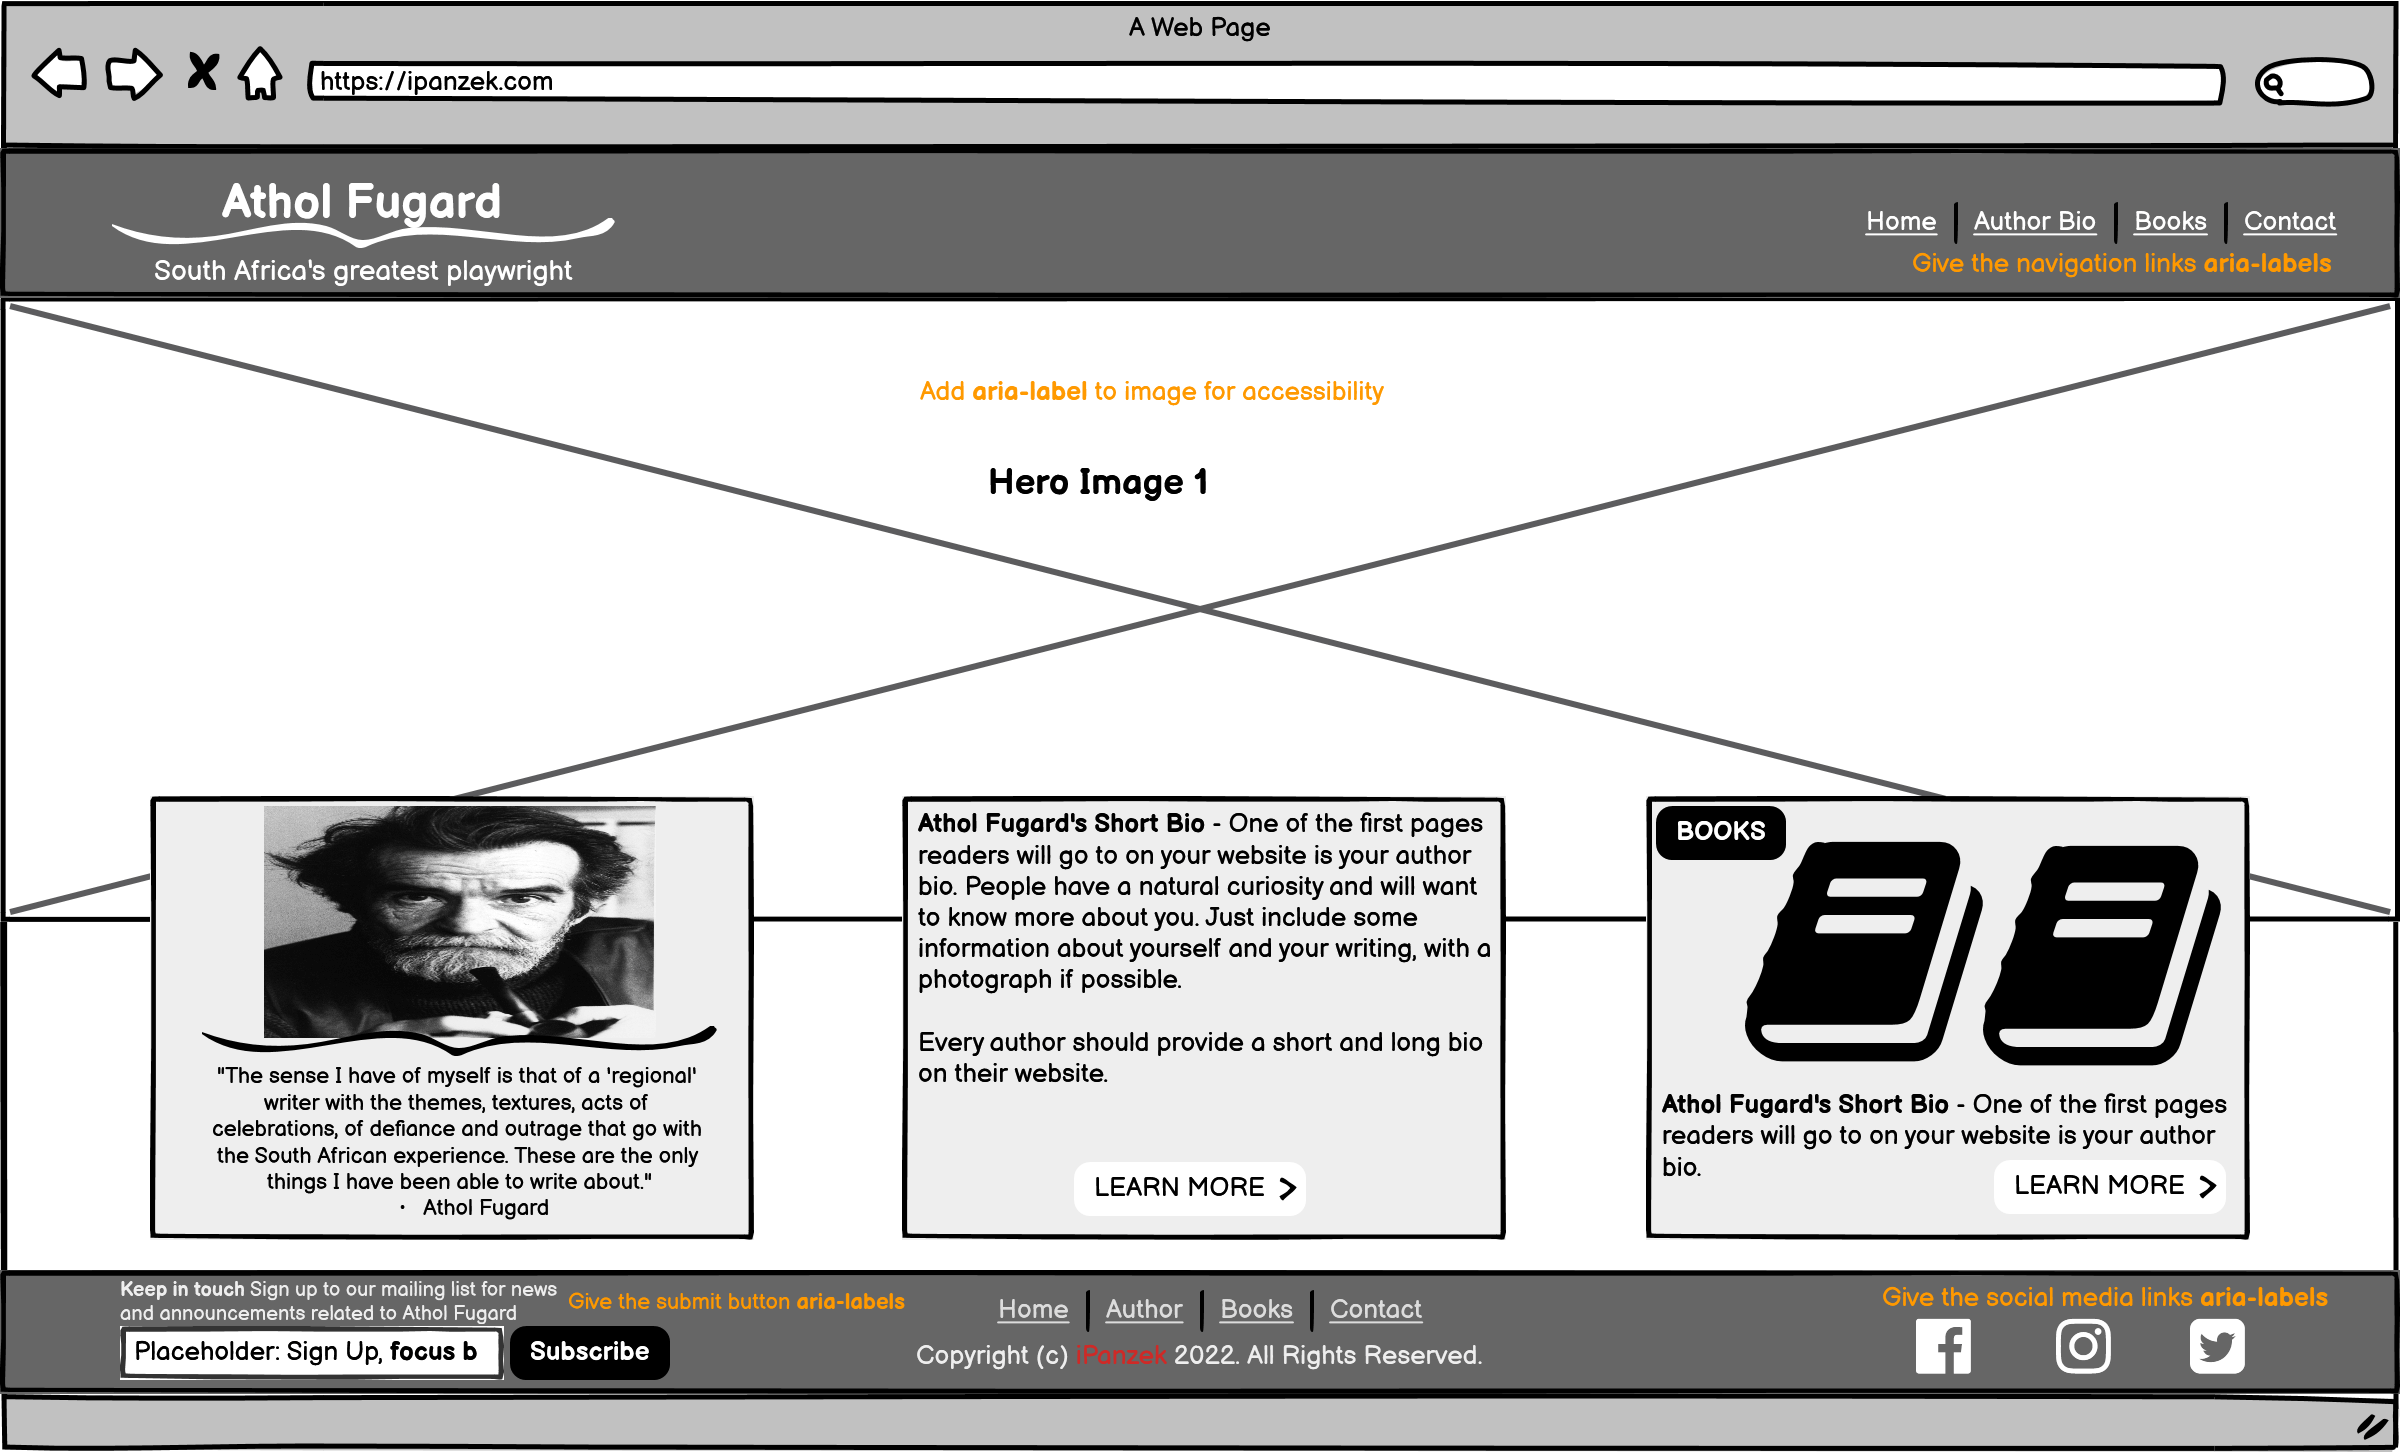 A Web Page
https://ipanzek.com
Athol Fugard
South Africa's greatest playwright
Home
Author Bio
Books
Contact
Give the navigation links aria-labels
Add aria-label to image for accessibility
Hero Image 1
"The sense I have of myself is that of a 'regional'
writer with the themes, textures, acts of
celebrations, of defiance and outrage that go with
the South African experience. These are the only
things I have been able to write about."
• Athol Fugard
Athol Fugard's Short Bio - One of the first pages
readers will go to on your website is your author
bio. People have a natural curiosity and will want
to know more about you. Just include some
information about yourself and your writing, with a
photograph if possible.
Every author should provide a short and long bio
on their website.
LEARN MORE
BOOKS
Athol Fugard's Short Bio - One of the first pages
readers will go to on your website is your author
bio.
LEARN MORE
Keep in touch Sign up to our mailing list for news
and announcements related to Athol Fugard
Give the submit button aria-labels
Placeholder: Sign Up, focus b
Subscribe
Home
Author
Books
Contact
Copyright (c) iPanzek 2022. All Rights Reserved.
Give the social media links aria-labels